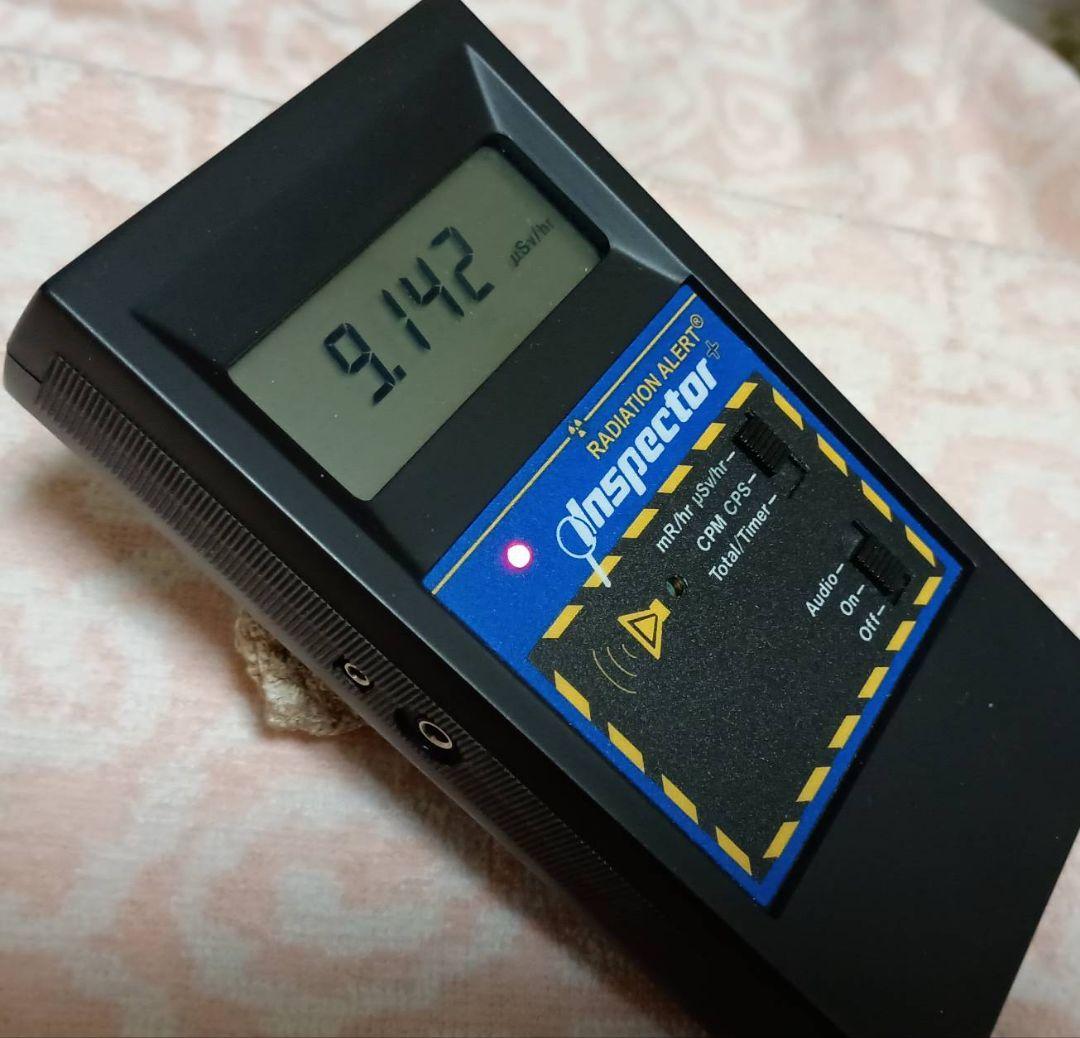 9.142 µSv/hr
RADIATION ALERT®
Inspector+
mR/hr µSv/hr
CPM CPS
Total/Timer
Audio
On
Off